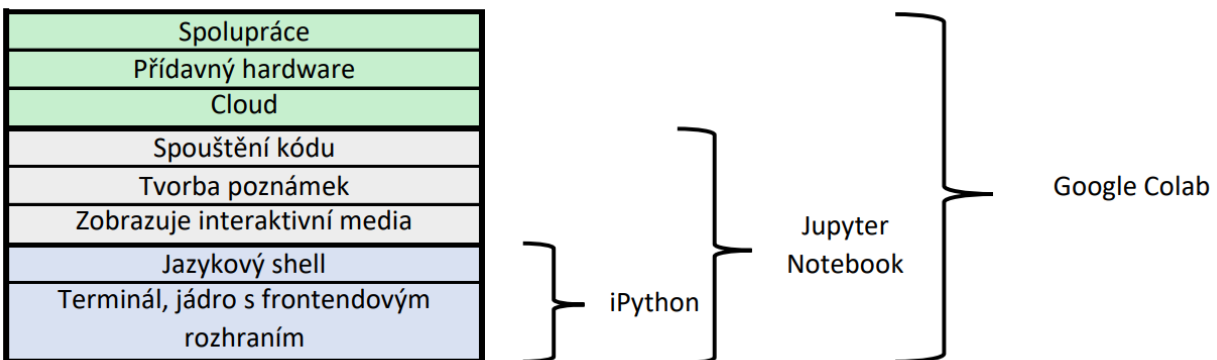 Spolupráce
Přídavný hardware
Cloud
Spouštění kódu
Tvorba poznámek
Zobrazuje interaktivní media
Jazykový shell
Terminál, jádro s frontendovým
rozhraním
iPython
Jupyter
Notebook
Google Colab